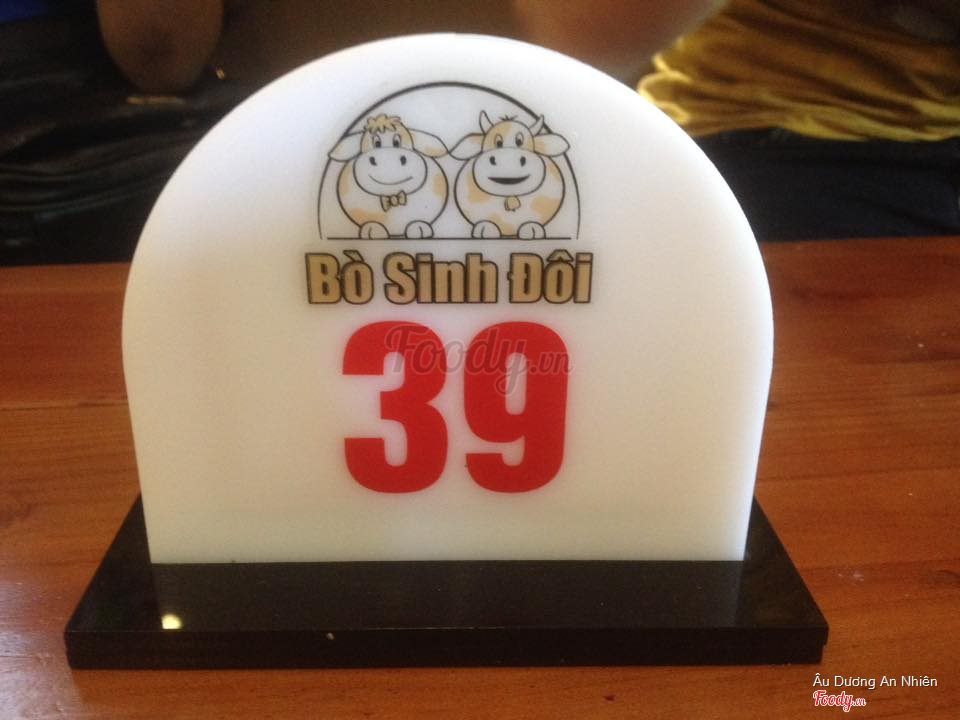 Bò Sinh Đôi
39
Foody.vn
Âu Dương An Nhiên
Foody.vn